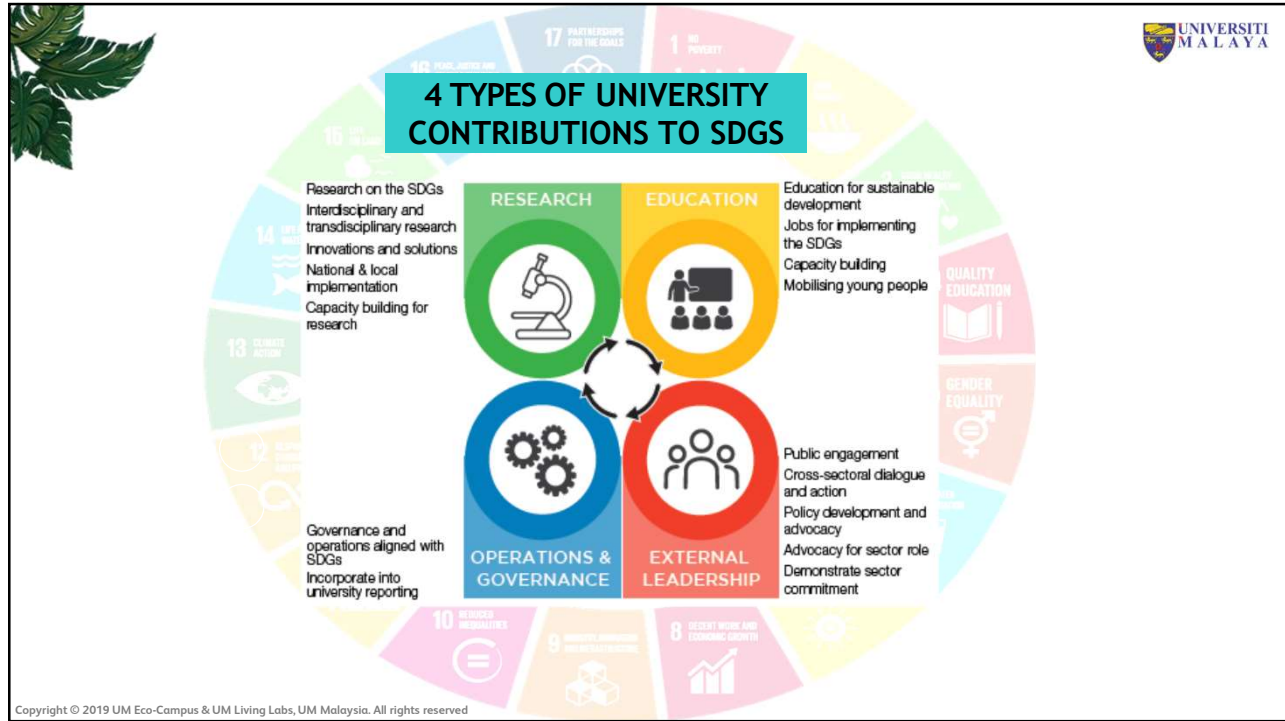 UNIVERSITI
MALAYA
17 PARTNERSHIPS
FOR THE GOALS
1 NO
POVERTY
4 TYPES OF UNIVERSITY
CONTRIBUTIONS TO SDGS
Research on the SDGs
Interdisciplinary and
transdisciplinary research
Innovations and solutions
National & local
implementation
Capacity building for
research
RESEARCH
EDUCATION
Education for sustainable
development
Jobs for implementing
the SDGs
Capacity building
Mobilising young people
16
15
14
13 CLIMATE
ACTION
12
QUALITY
EDUCATION
GENDER
EQUALITY
Governance and
operations aligned with
SDGs
Incorporate into
university reporting
OPERATIONS &
GOVERNANCE
EXTERNAL
LEADERSHIP
Public engagement
Cross-sectoral dialogue
and action
Policy development and
advocacy
Advocacy for sector role
Demonstrate sector
commitment
10 REDUCED
INEQUALITIES
9
8 DECENT WORK AND
ECONOMIC GROWTH
Copyright © 2019 UM Eco-Campus & UM Living Labs, UM Malaysia. All rights reserved